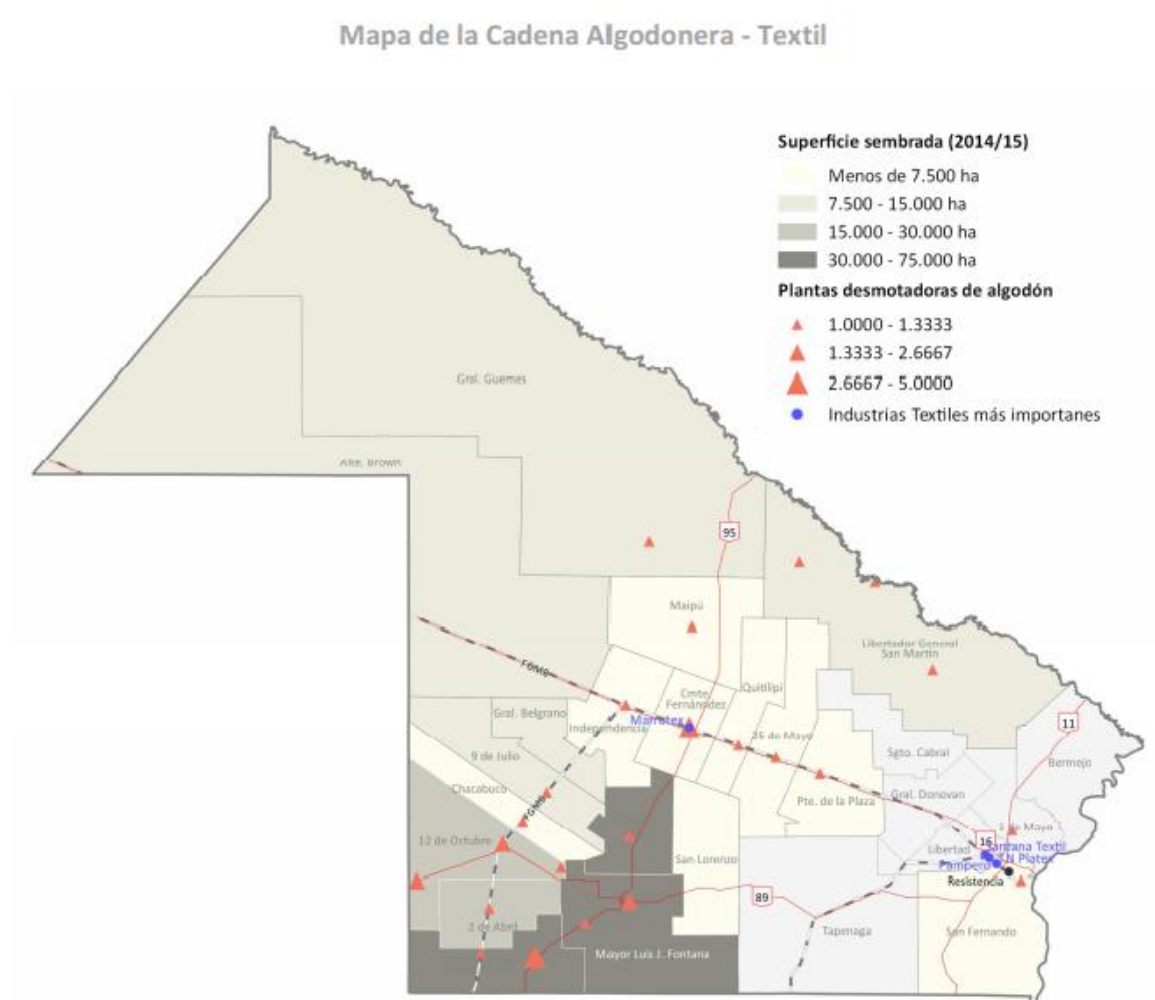 Mapa de la Cadena Algodonera - Textil
Superficie sembrada (2014/15)
Menos de 7.500 ha
7.500 - 15.000 ha
15.000 - 30.000 ha
30.000 - 75.000 ha
Plantas desmotadoras de algodón
1.0000 - 1.3333
1.3333 - 2.6667
2.6667 - 5.0000
Industrias Textiles más importanes
Gral. Guemes
Alte. Brown
95
Maipú
Libertador General
San Martín
FGMB
Cmte.
Fernánndez
Quitilipi
Gral. Belgrano
Independencia
Marrotex
25 de Mayo
11
9 de Julio
Sgto. Cabral
Bermejo
Chacabuco
Pte. de la Plaza
Gral. Donovan
FGMB
12 de Octubre
1 de Mayo
16
Libertad
Santana Textil
TN Platex
San Lorenzo
Pampero
Resistencia
89
2 de Abril
Tapenaga
San Fernando
Mayor Luis J. Fontana